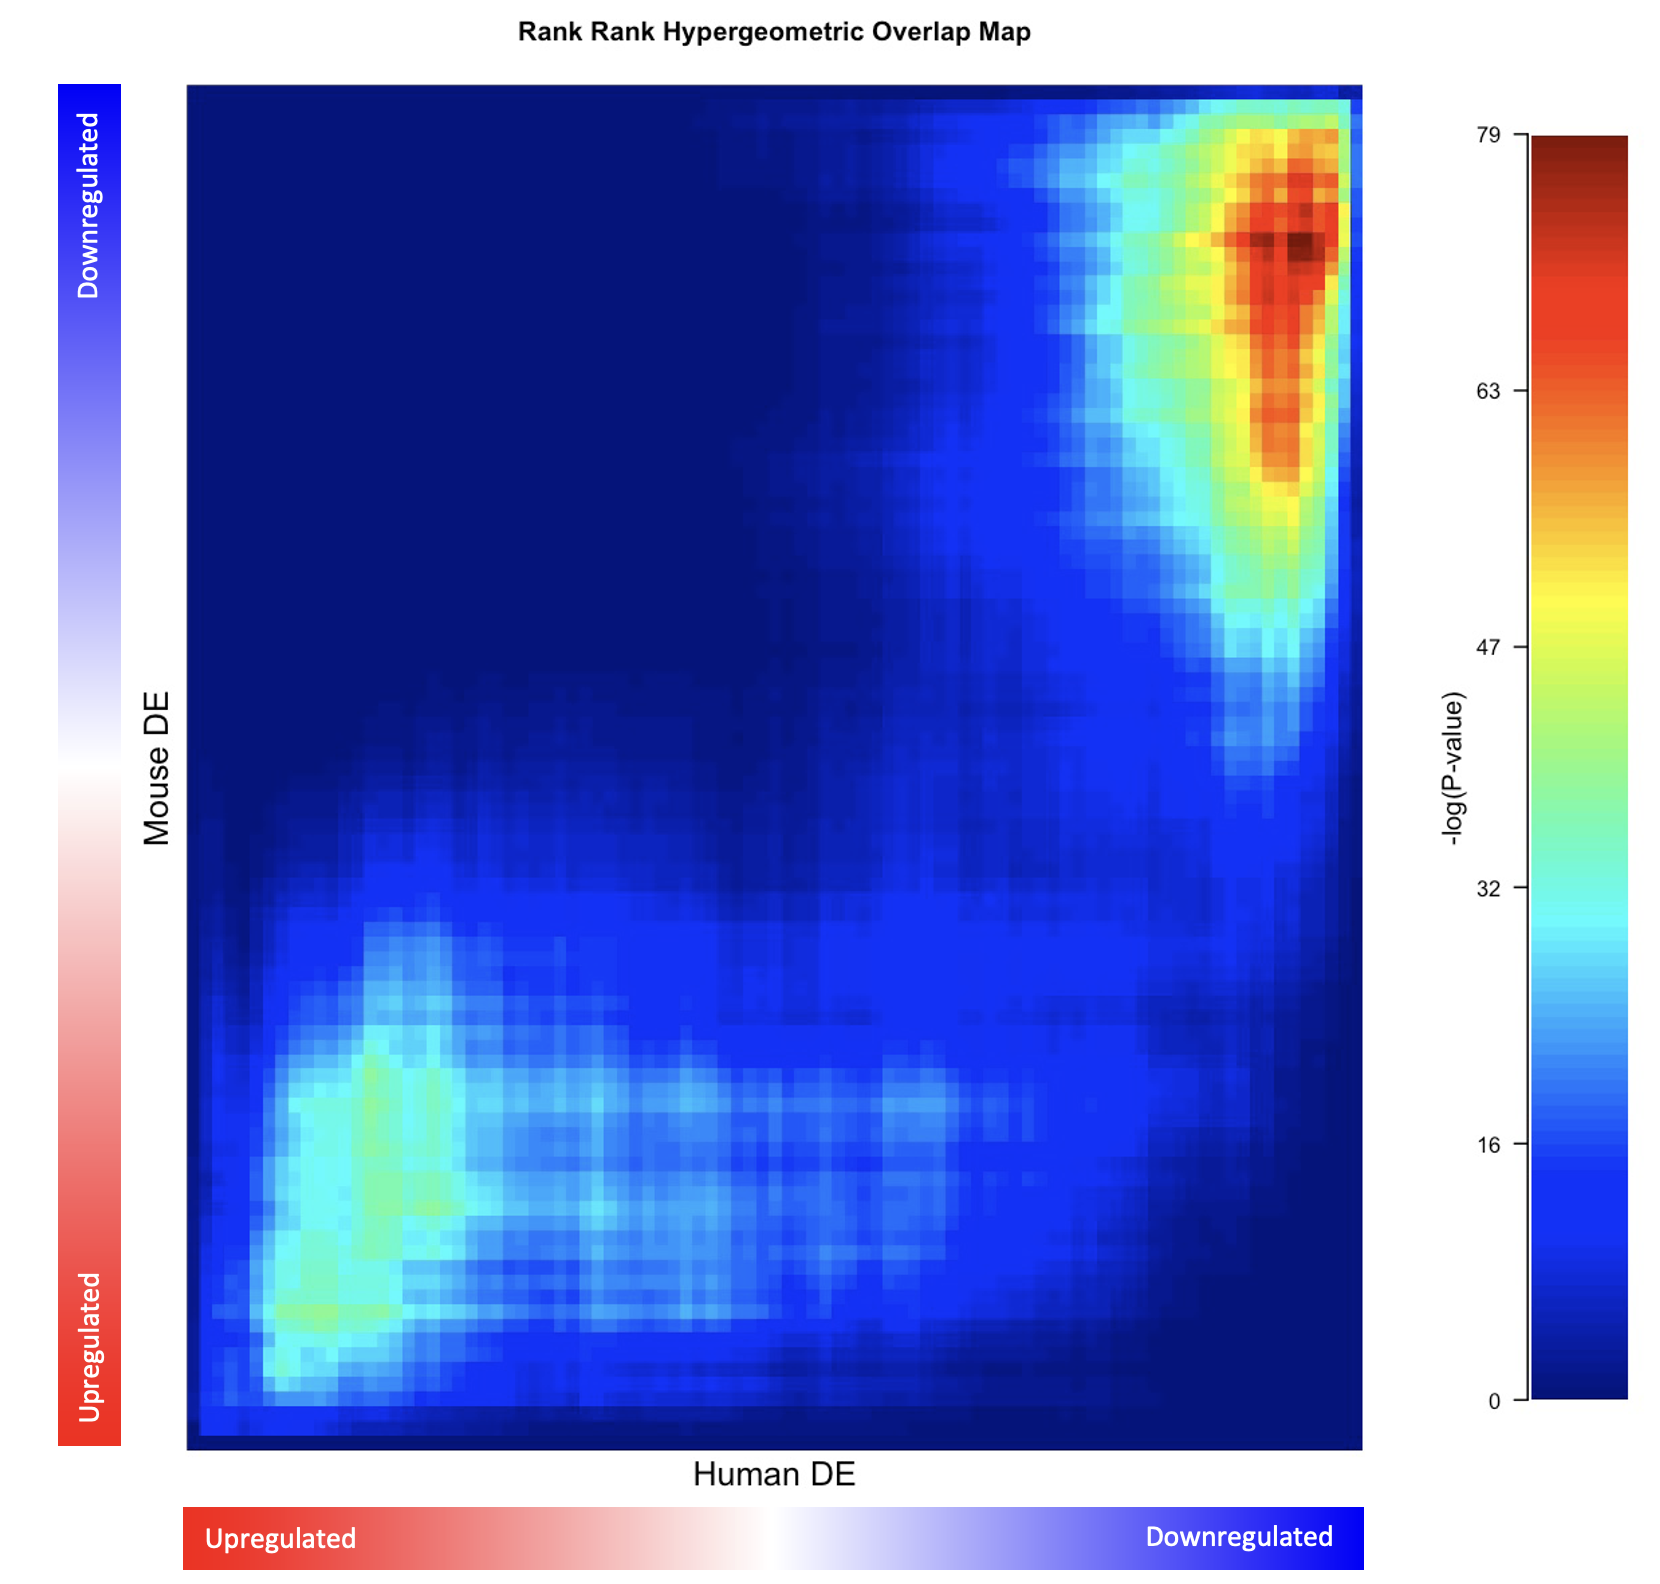 Rank Rank Hypergeometric Overlap Map
Downregulated
Mouse DE
Upregulated
Human DE
Upregulated
Downregulated
-log(P-value)
79
63
47
32
16
0